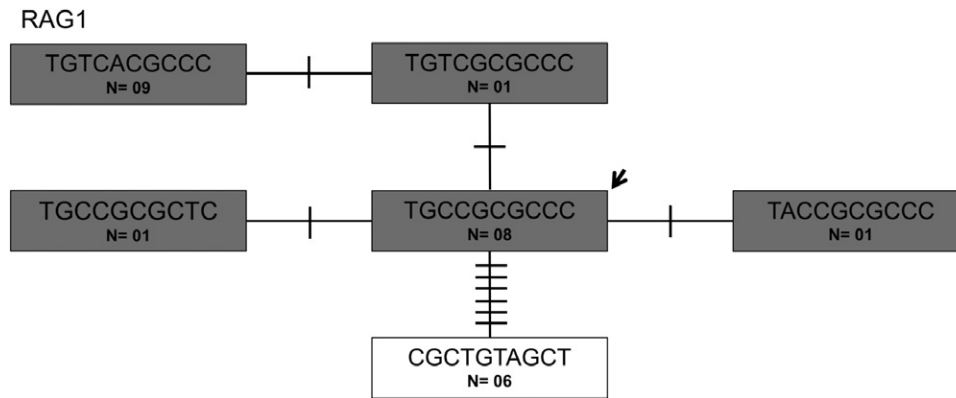 RAG1
TGTCACGCCC
N= 09
TGTCGCGCCC
N= 01
TGCCGCGCTC
N= 01
TGCCGCGCCC
N= 08
TACCGCGCCC
N= 01
CGCTGTAGCT
N= 06